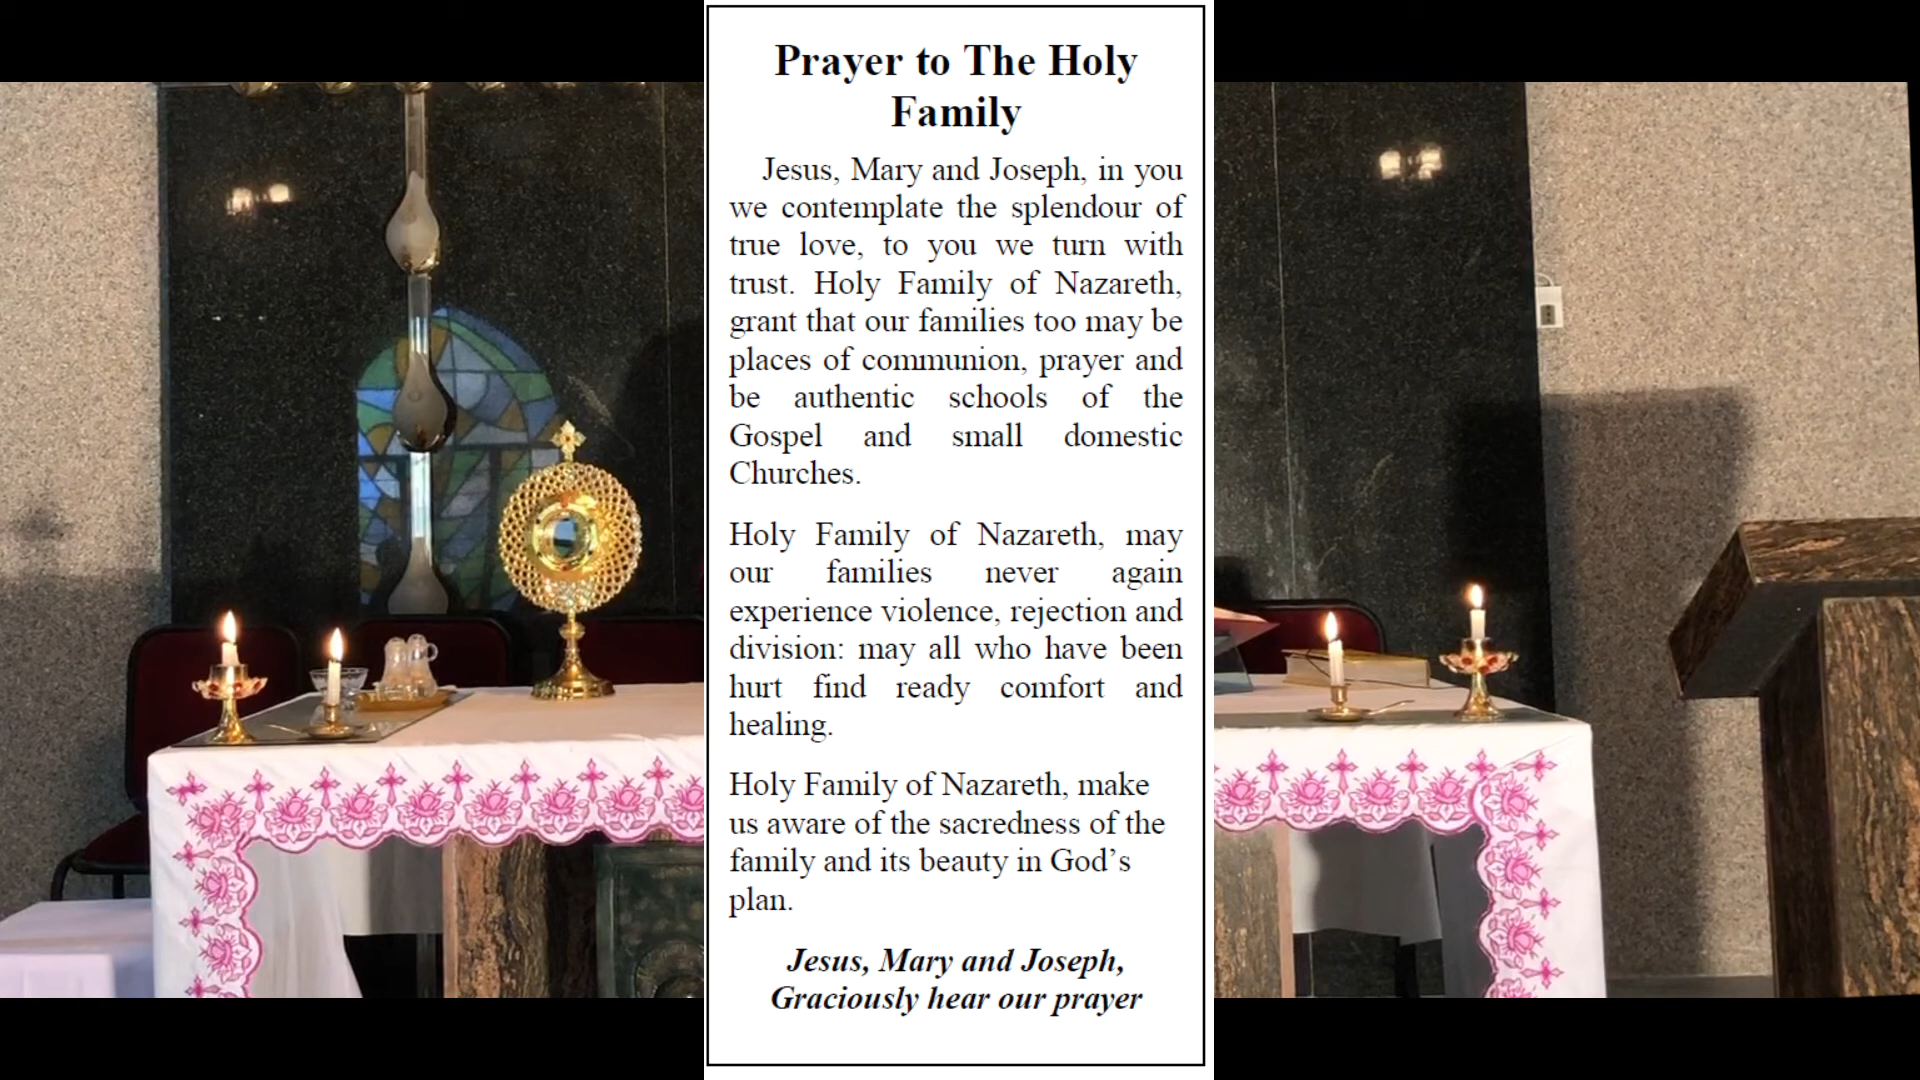 Prayer to The Holy
Family
Jesus, Mary and Joseph, in you
we contemplate the splendour of
true love, to you we turn with
trust. Holy Family of Nazareth,
grant that our families too may be
places of communion, prayer and
be authentic schools of the
Gospel and small domestic
Churches.
Holy Family of Nazareth, may
our families never again
experience violence, rejection and
division: may all who have been
hurt find ready comfort and
healing.
Holy Family of Nazareth, make
us aware of the sacredness of the
family and its beauty in God’s
plan.
Jesus, Mary and Joseph,
Graciously hear our prayer